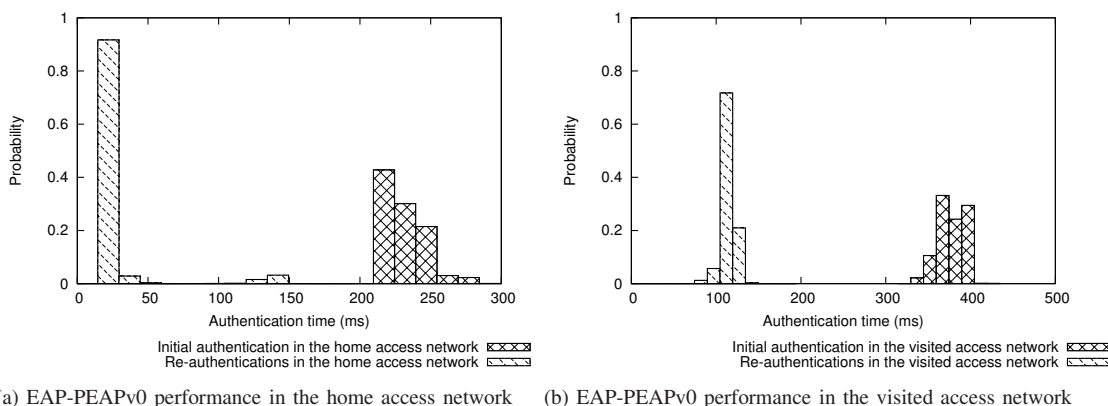 1
0.8
0.6
0.4
0.2
0
Probability
0 50 100 150 200 250 300
Authentication time (ms)
Initial authentication in the home access network
Re-authentications in the home access network
(a) EAP-PEAPv0 performance in the home access network
1
0.8
0.6
0.4
0.2
0
Probability
0 100 200 300 400 500
Authentication time (ms)
Initial authentication in the visited access network
Re-authentications in the visited access network
(b) EAP-PEAPv0 performance in the visited access network